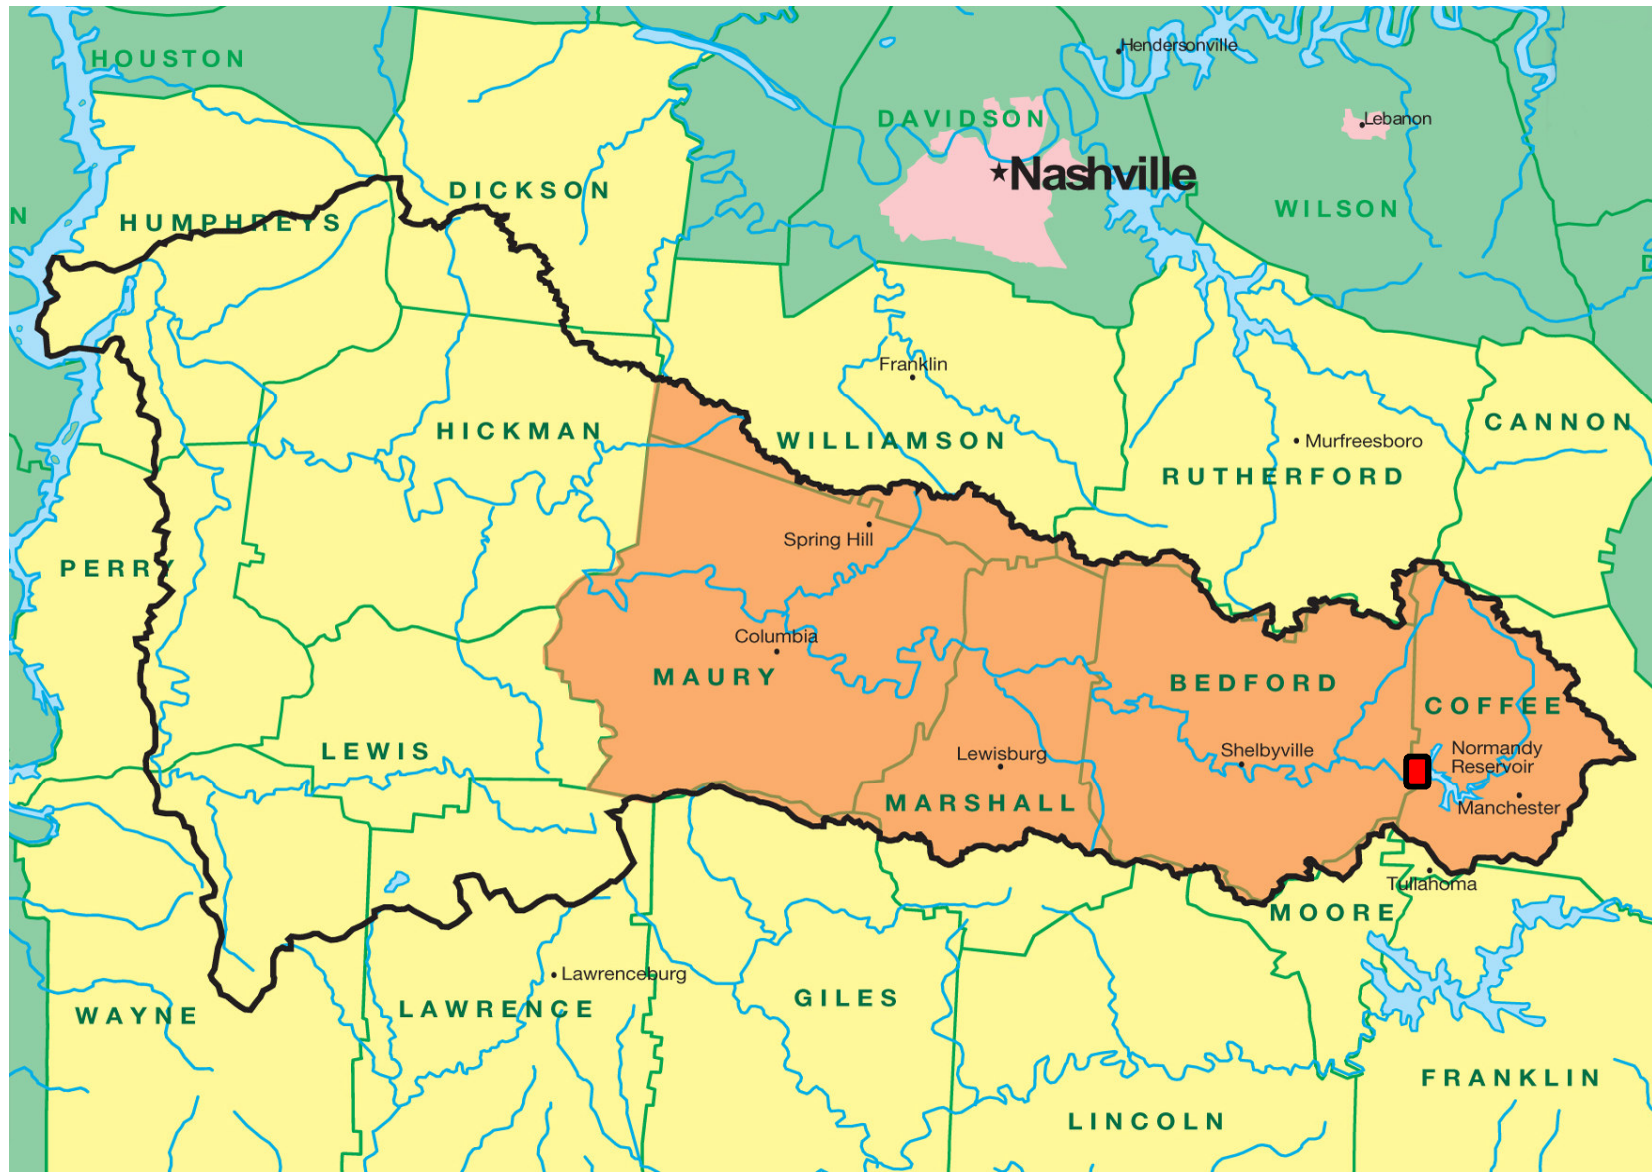 Hendersonville
HOUSTON
DAVIDSON
Lebanon
Nashville
DICKSON
N
HUMPHREYS
WILSON
D
Franklin
HICKMAN
WILLIAMSON
Murfreesboro
CANNON
RUTHERFORD
Spring Hill
PERRY
Columbia
MAURY
BEDFORD
COFFEE
LEWIS
Lewisburg
Shelbyville
Normandy
Reservoir
MARSHALL
Manchester
Tullahoma
MOORE
Lawrenceburg
GILES
LAWRENCE
WAYNE
FRANKLIN
LINCOLN